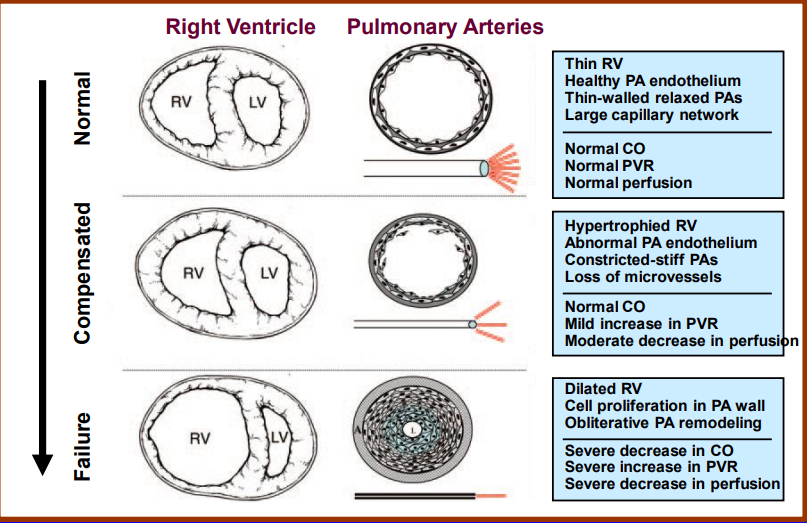 Right Ventricle
Pulmonary Arteries
Normal
RV
LV
Thin RV
Healthy PA endothelium
Thin-walled relaxed PAs
Large capillary network
Normal CO
Normal PVR
Normal perfusion
Compensated
RV
LV
Hypertrophied RV
Abnormal PA endothelium
Constricted-stiff PAs
Loss of microvessels
Normal CO
Mild increase in PVR
Moderate decrease in perfusion
Failure
RV
LV
A
L
Dilated RV
Cell proliferation in PA wall
Obliterative PA remodeling
Severe decrease in CO
Severe increase in PVR
Severe decrease in perfusion